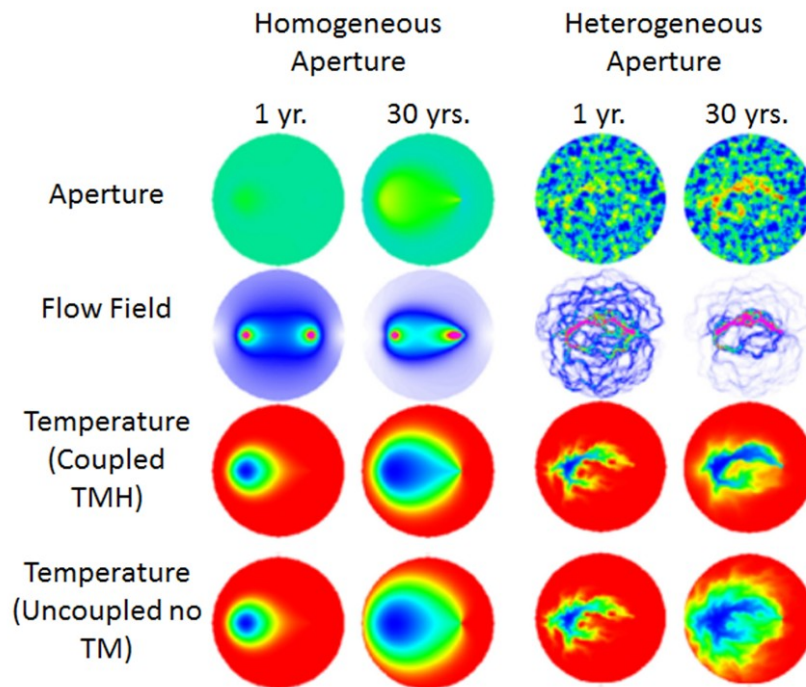 Homogeneous
Aperture
Heterogeneous
Aperture
1 yr.
30 yrs.
1 yr.
30 yrs.
Aperture
Flow Field
Temperature
(Coupled
TMH)
Temperature
(Uncoupled no
TM)